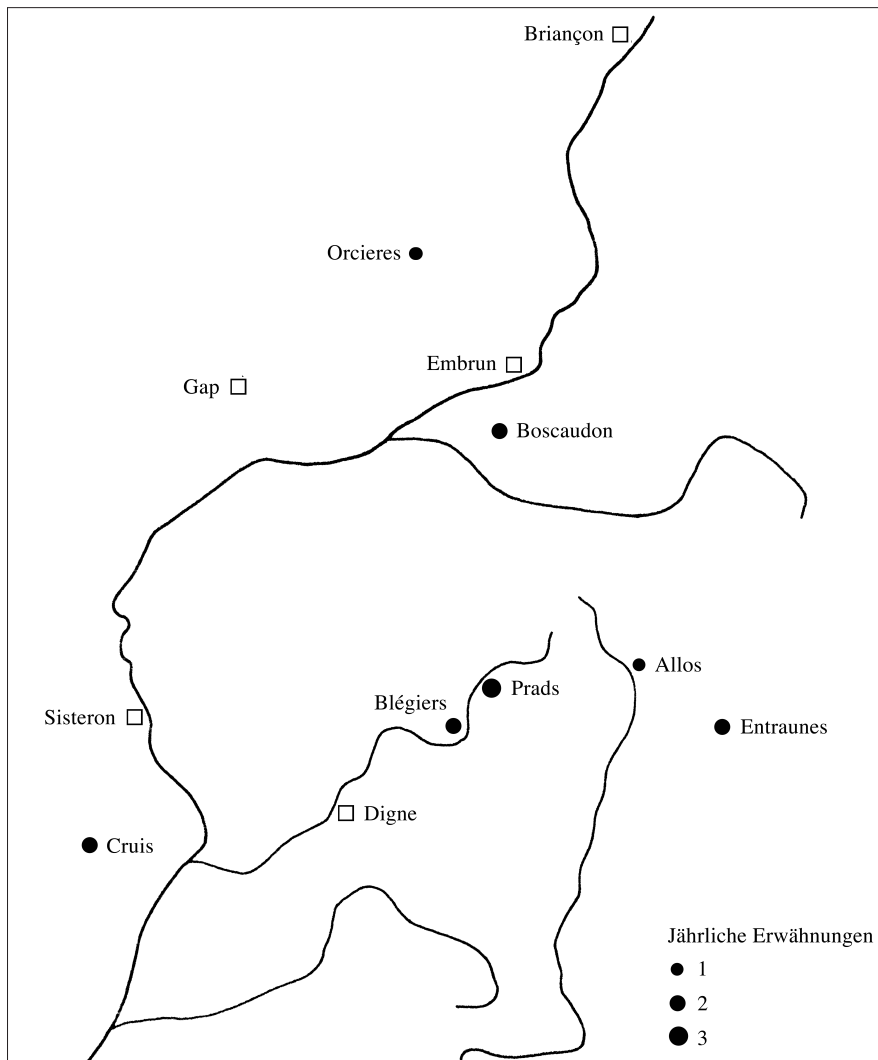 Briançon
Orcieres
Embrun
Gap
Boscaudon
Allos
Prads
Blégiers
Sisteron
Entraunes
Digne
Cruis
Jährliche Erwähnungen
1
2
3